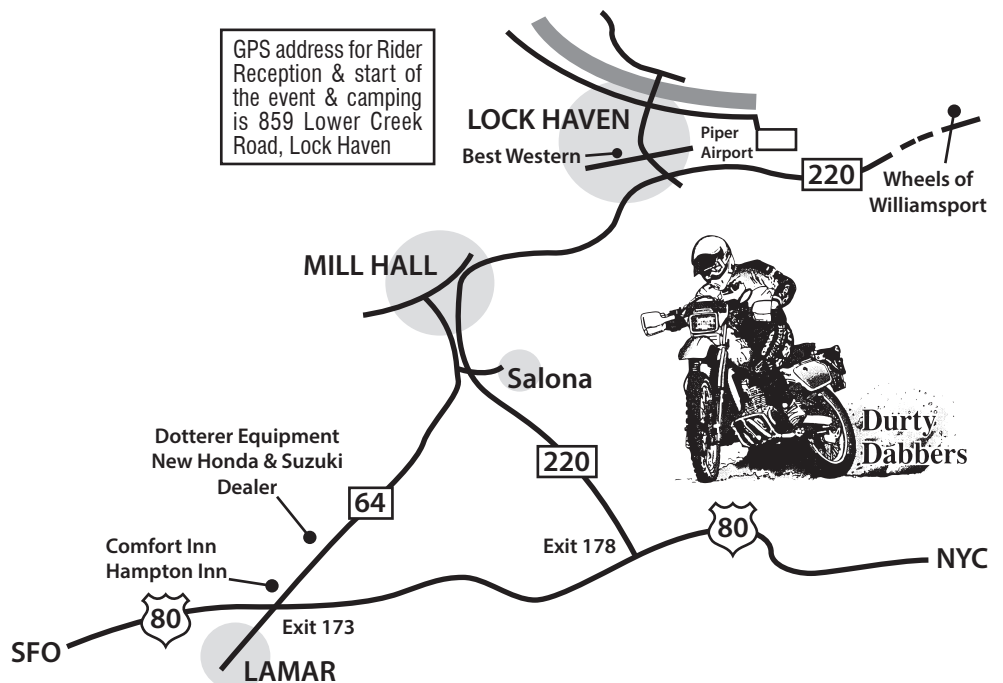 GPS address for Rider
Reception & start of
the event & camping
is 859 Lower Creek
Road, Lock Haven
LOCK HAVEN
Best Western
Piper
Airport
220
Wheels of
Williamsport
MILL HALL
Salona
Durty
Dabbers
Dotterer Equipment
New Honda & Suzuki
Dealer
220
64
80
Exit 178
NYC
Comfort Inn
Hampton Inn
80
Exit 173
SFO
LAMAR